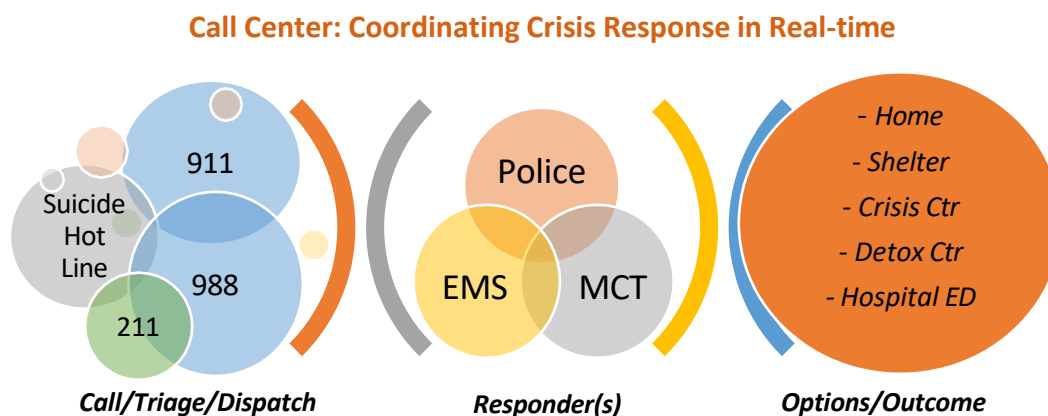 Call Center: Coordinating Crisis Response in Real-time
911
Suicide
Hot
Line
988
211
Call/Triage/Dispatch
Police
EMS
MCT
Responder(s)
- Home
- Shelter
- Crisis Ctr
- Detox Ctr
- Hospital ED
Options/Outcome